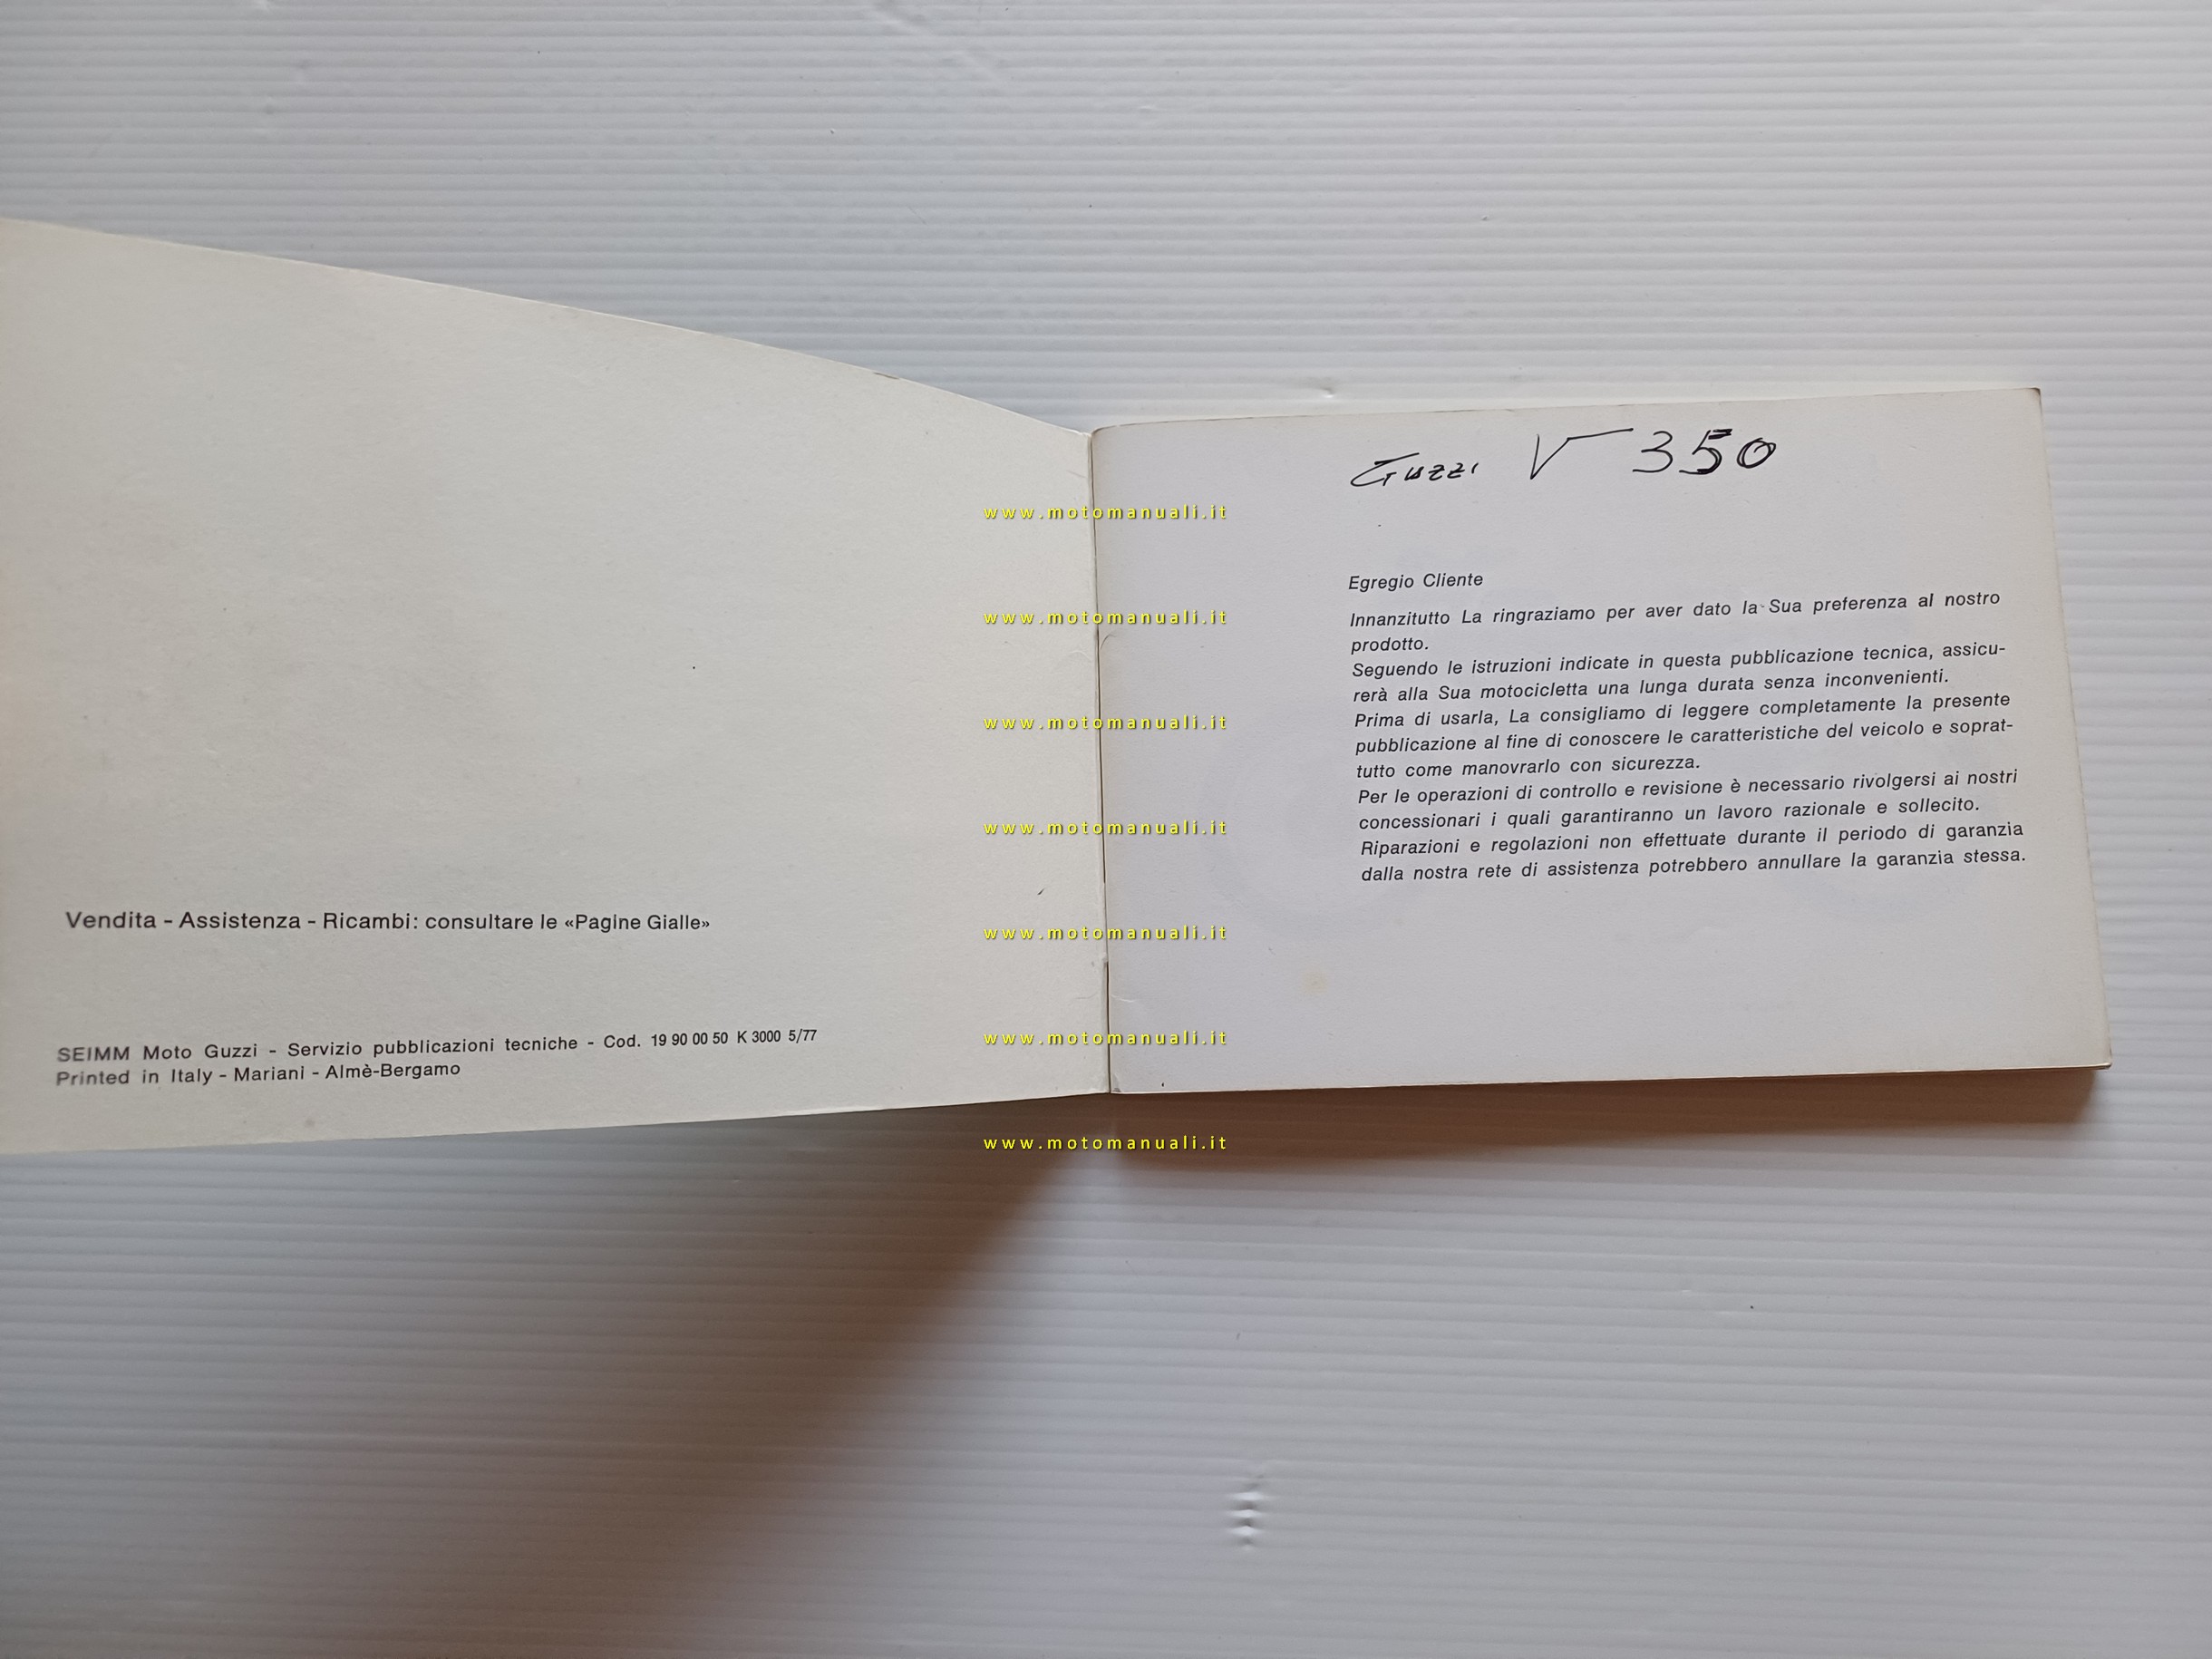 Vendita - Assistenza - Ricambi: consultare le «Pagine Gialle»
SEIMM Moto Guzzi - Servizio pubblicazioni tecniche - Cod. 19 90 00 50 K 3000 5/77
Printed in Italy - Mariani - Almè-Bergamo
www.motomanuali.it
www.motomanuali.it
www.motomanuali.it
www.motomanuali.it
www.motomanuali.it
www.motomanuali.it
www.motomanuali.it
Guzzi V 350
Egregio Cliente
Innanzitutto La ringraziamo per aver dato la Sua preferenza al nostro
prodotto.
Seguendo le istruzioni indicate in questa pubblicazione tecnica, assicu-
rerà alla Sua motocicletta una lunga durata senza inconvenienti.
Prima di usarla, La consigliamo di leggere completamente la presente
pubblicazione al fine di conoscere le caratteristiche del veicolo e soprat-
tutto come manovrarlo con sicurezza.
Per le operazioni di controllo e revisione è necessario rivolgersi ai nostri
concessionari i quali garantiranno un lavoro razionale e sollecito.
Riparazioni e regolazioni non effettuate durante il periodo di garanzia
dalla nostra rete di assistenza potrebbero annullare la garanzia stessa.